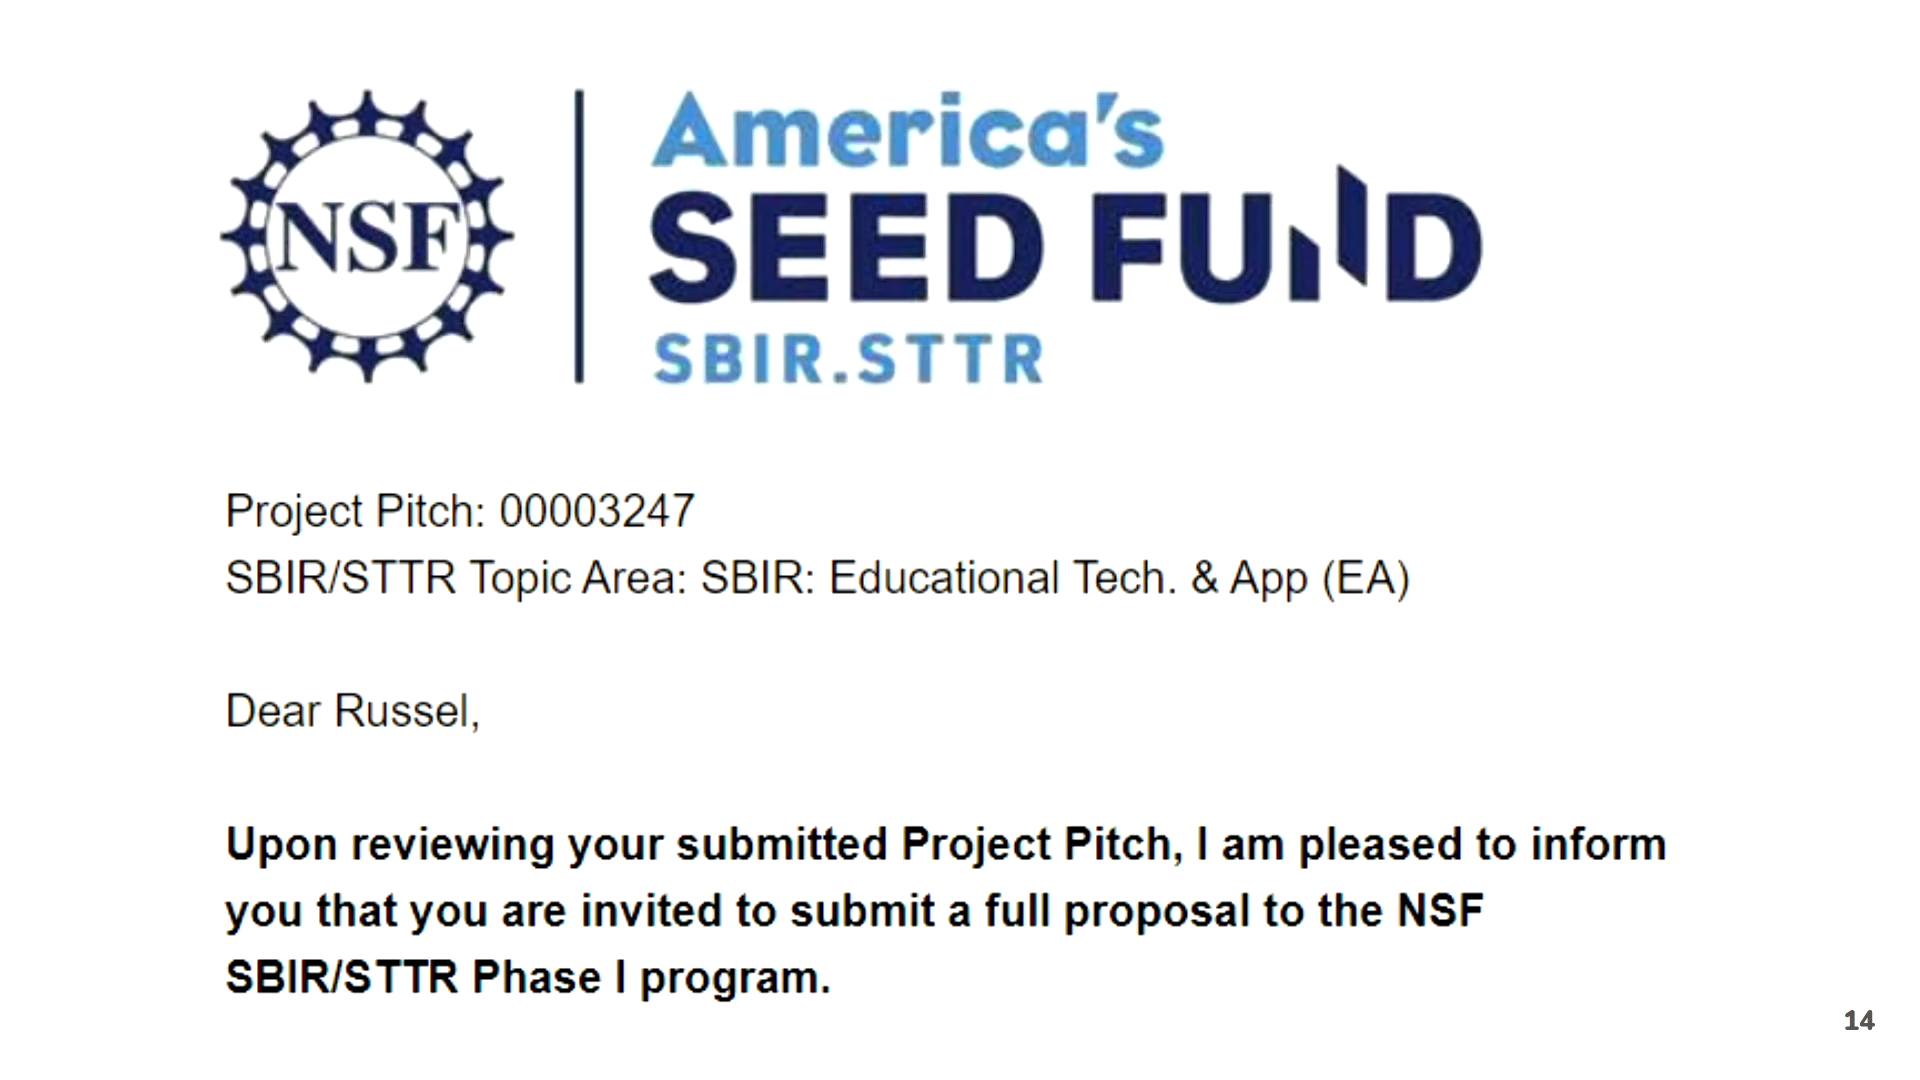 NSF
America's
SEED FUND
SBIR.STTR
Project Pitch: 00003247
SBIR/STTR Topic Area: SBIR: Educational Tech. & App (EA)
Dear Russel,
Upon reviewing your submitted Project Pitch, I am pleased to inform
you that you are invited to submit a full proposal to the NSF
SBIR/STTR Phase I program.
14